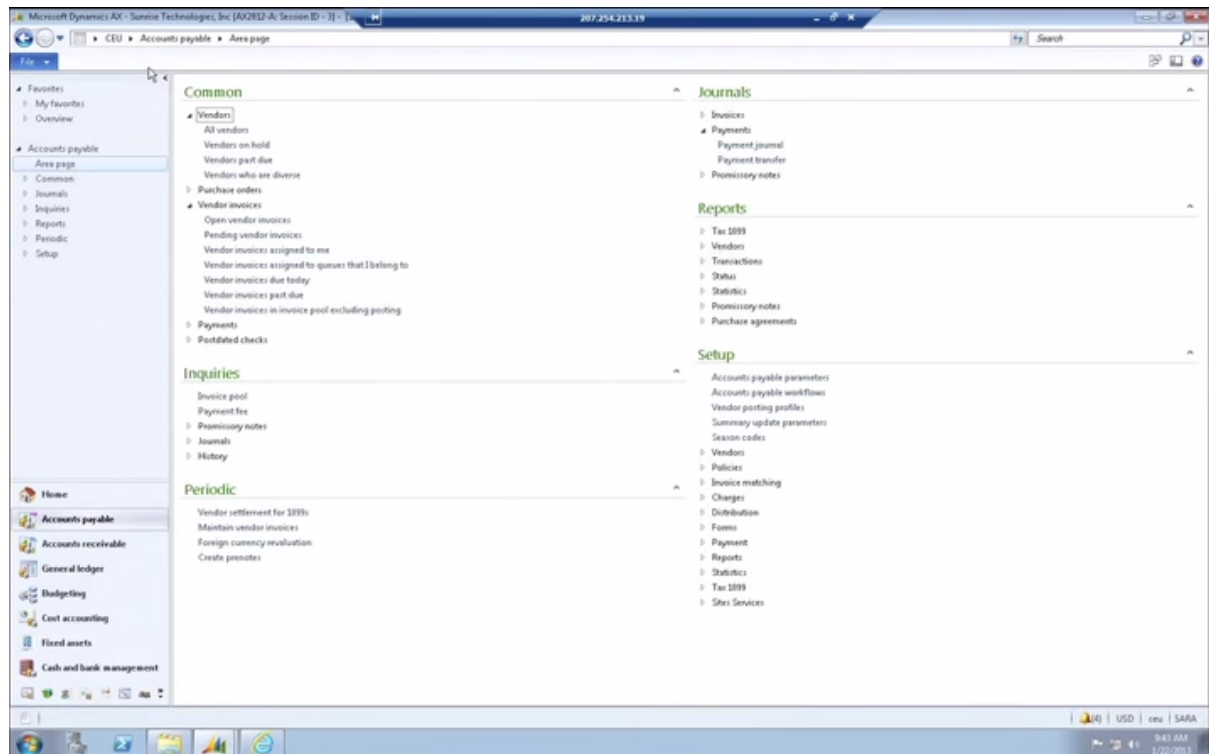 Microsoft Dynamics AX - Sunrise Technologies, Inc [AX2012-A: Session ID - 3] - [
207.254.213.19
CEU ▸ Accounts payable ▸ Area page
Search
File
Favorites
My favorites
Overview
Accounts payable
Area page
Common
Journals
Inquiries
Reports
Periodic
Setup
Home
Accounts payable
Accounts receivable
General ledger
Budgeting
Cost accounting
Fixed assets
Cash and bank management
Common
Vendors
All vendors
Vendors on hold
Vendors past due
Vendors who are diverse
Purchase orders
Vendor invoices
Open vendor invoices
Pending vendor invoices
Vendor invoices assigned to me
Vendor invoices assigned to queues that I belong to
Vendor invoices due today
Vendor invoices past due
Vendor invoices in invoice pool excluding posting
Payments
Postdated checks
Inquiries
Invoice pool
Payment fee
Promissory notes
Journals
History
Periodic
Vendor settlement for 1099s
Maintain vendor invoices
Foreign currency revaluation
Create prenotes
Journals
Invoices
Payments
Payment journal
Payment transfer
Promissory notes
Reports
Tax 1099
Vendors
Transactions
Status
Statistics
Promissory notes
Purchase agreements
Setup
Accounts payable parameters
Accounts payable workflows
Vendor posting profiles
Summary update parameters
Season codes
Vendors
Policies
Invoice matching
Charges
Distribution
Forms
Payment
Reports
Statistics
Tax 1099
Sites Services
(4) | USD | ceu | SARA
9:43 AM
1/22/2013